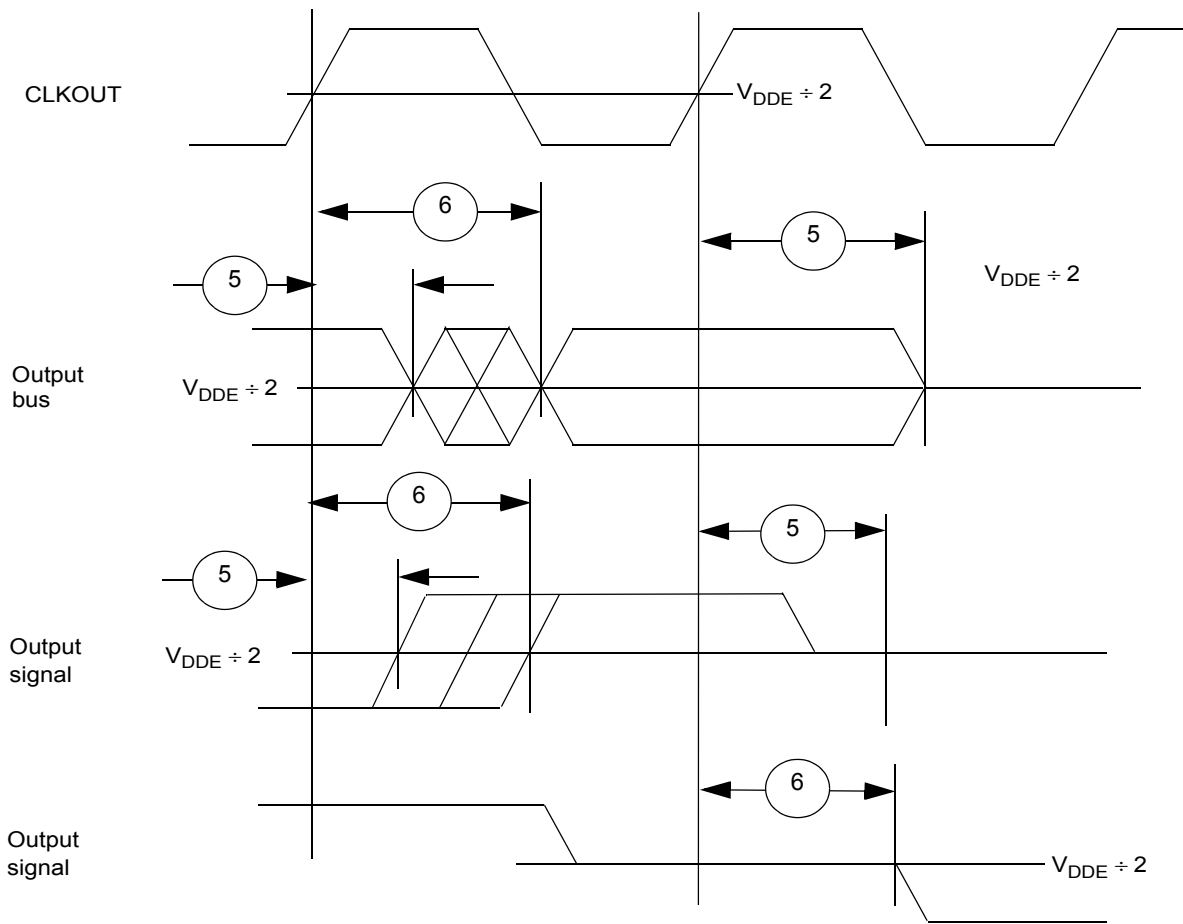 CLKOUT
V_DDE ÷ 2
6
5
5
V_DDE ÷ 2
Output
bus
V_DDE ÷ 2
6
5
5
Output
signal
V_DDE ÷ 2
6
Output
signal
V_DDE ÷ 2